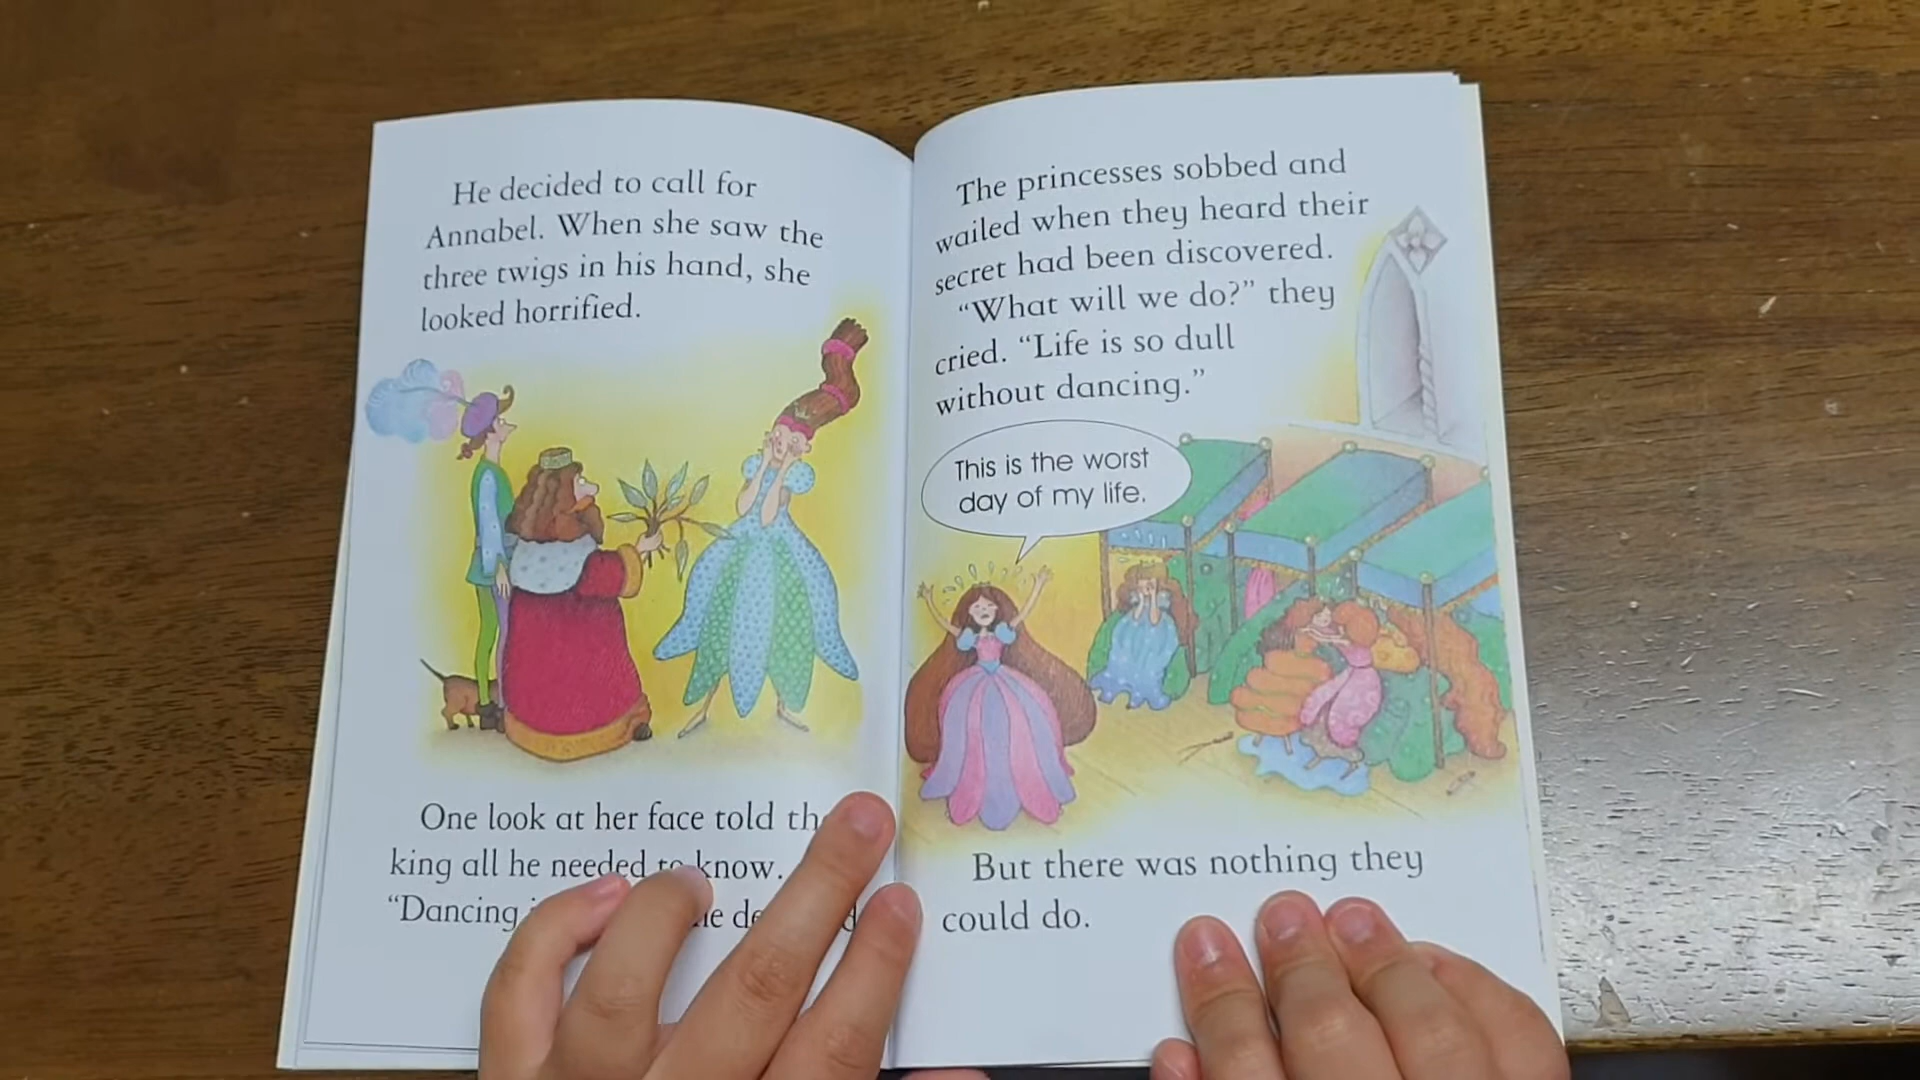 He decided to call for
Annabel. When she saw the
three twigs in his hand, she
looked horrified.
One look at her face told
king all he needed to know.
“Dancing
The princesses sobbed and
wailed when they heard their
secret had been discovered.
“What will we do?” they
cried. “Life is so dull
without dancing.”
This is the worst
day of my life.
But there was nothing they
could do.